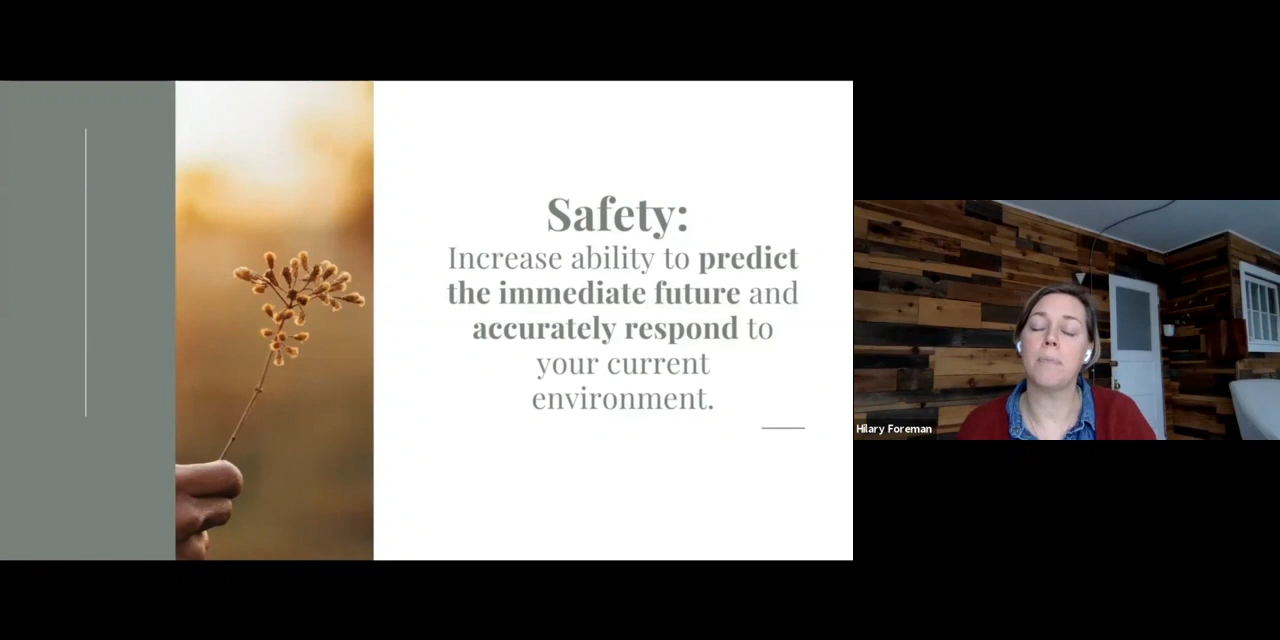 Safety:
Increase ability to predict
the immediate future and
accurately respond to
your current
environment.
Hilary Foreman